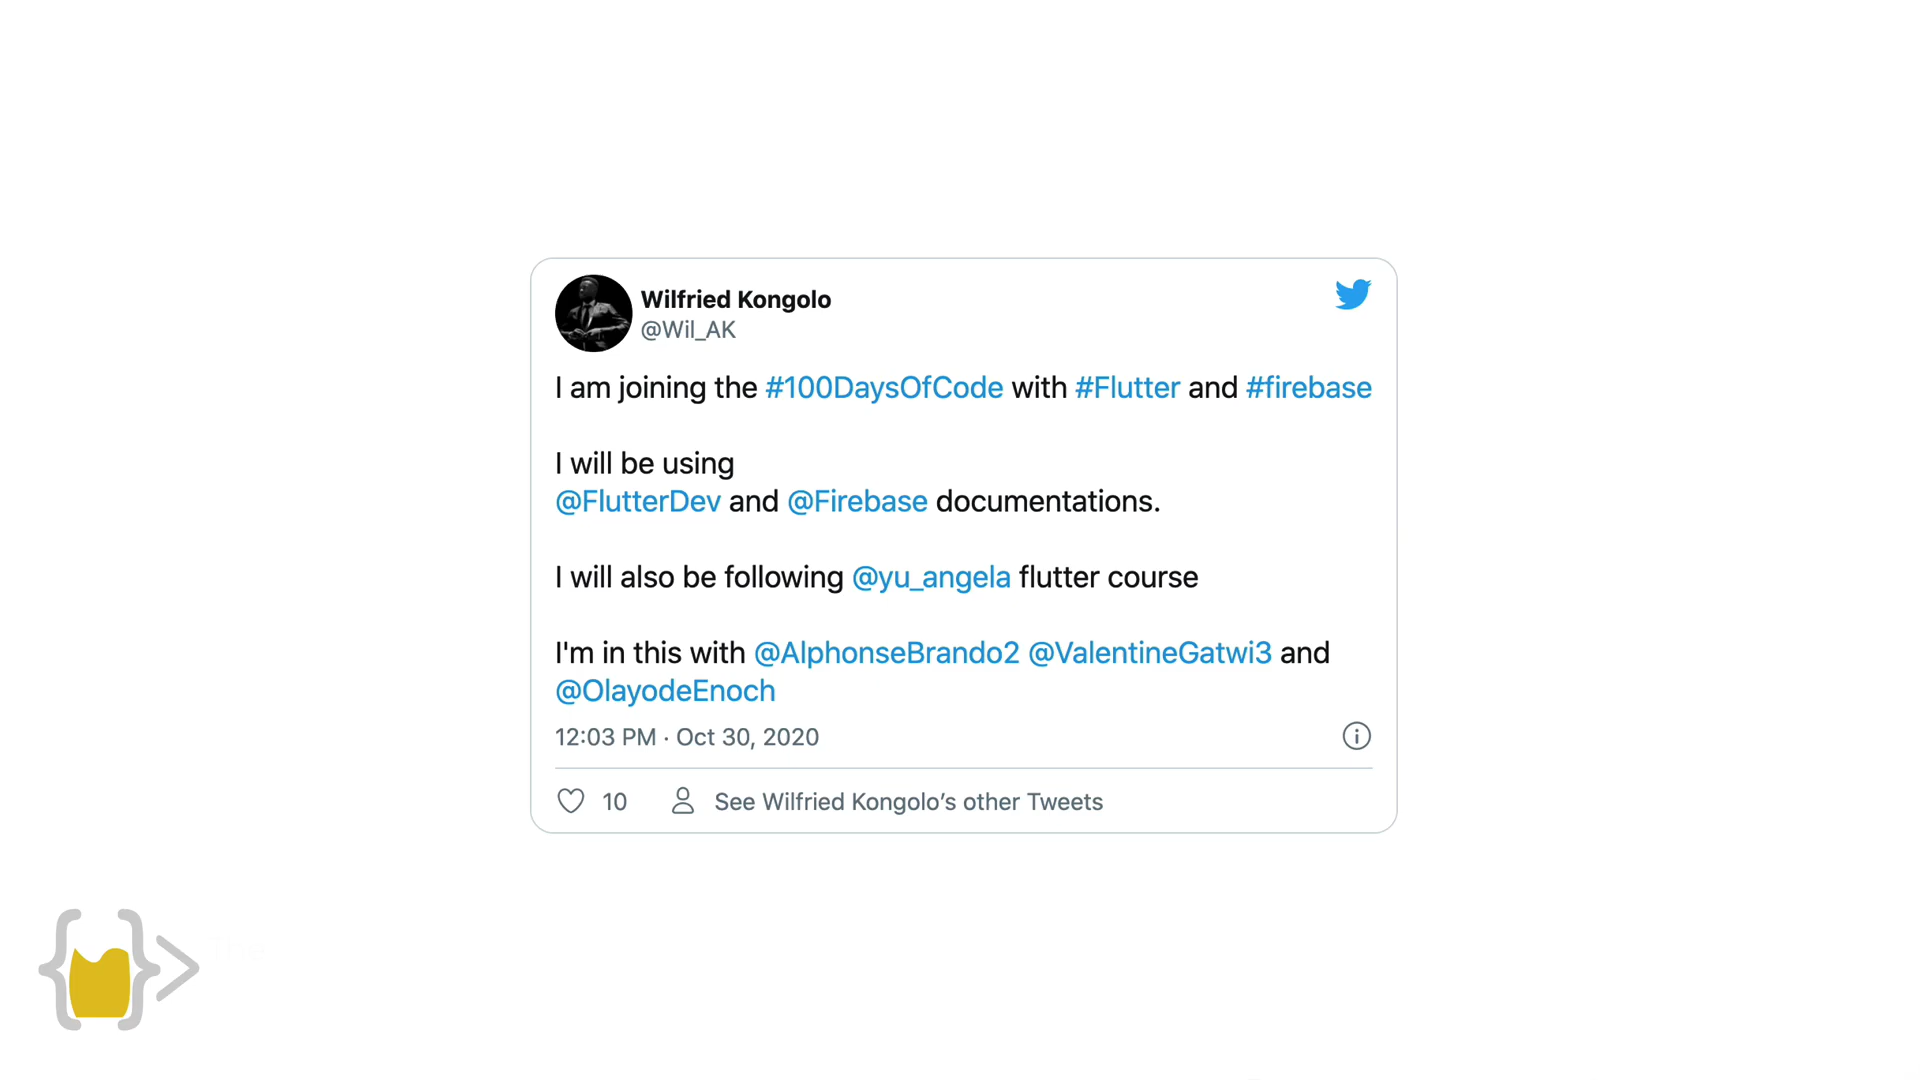 Wilfried Kongolo
@Wil_AK
I am joining the #100DaysOfCode with #Flutter and #firebase
I will be using
@FlutterDev and @Firebase documentations.
I will also be following @yu_angela flutter course
I'm in this with @AlphonseBrando2 @ValentineGatwi3 and
@OlayodeEnoch
12:03 PM · Oct 30, 2020
10 See Wilfried Kongolo’s other Tweets